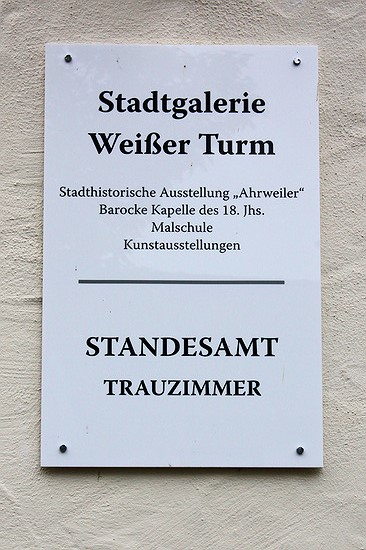 Stadtgalerie
Weißer Turm
Stadthistorische Ausstellung „Ahrweiler“
Barocke Kapelle des 18. Jhs.
Malschule
Kunstausstellungen
STANDESAMT
TRAUZIMMER